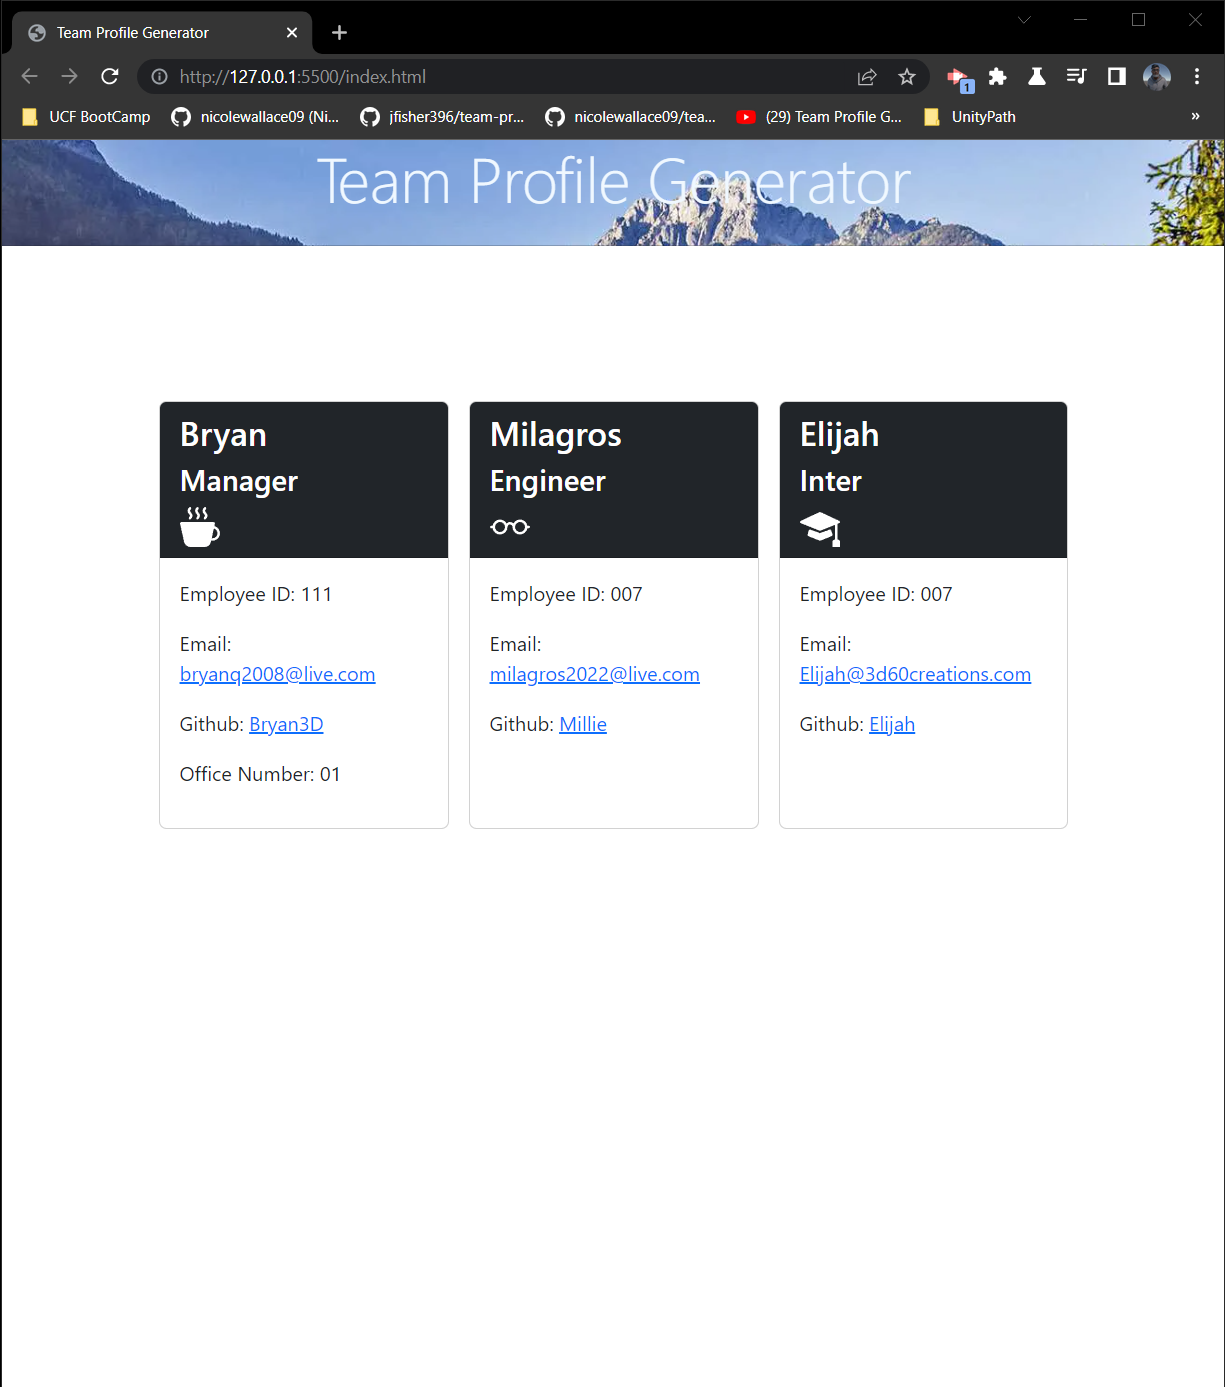 Team Profile Generator
http://127.0.0.1:5500/index.html
1
UCF BootCamp
nicolewallace09 (Ni...
jfisher396/team-pr...
nicolewallace09/tea...
(29) Team Profile G...
UnityPath
»
Team Profile Generator
Bryan
Manager
Employee ID: 111
Email:
bryanq2008@live.com
Github: Bryan3D
Office Number: 01
Milagros
Engineer
Employee ID: 007
Email:
milagros2022@live.com
Github: Millie
Elijah
Inter
Employee ID: 007
Email:
Elijah@3d60creations.com
Github: Elijah